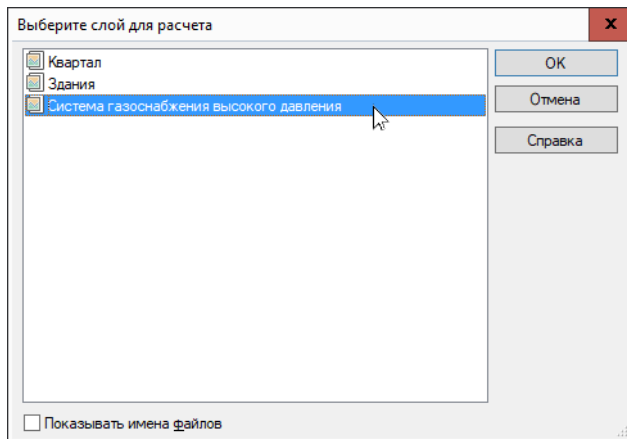 Выберите слой для расчета
x
Квартал
Здания
Система газоснабжения высокого давления
OK
Отмена
Справка
Показывать имена файлов